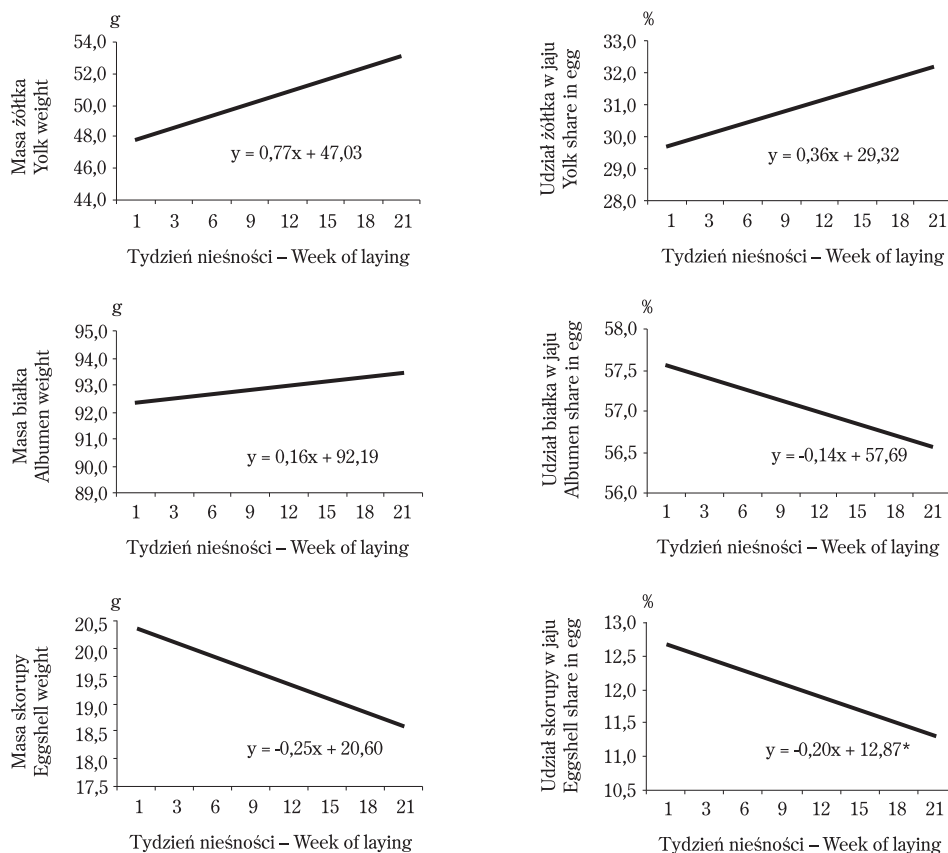 g
54,0
52,0
50,0
48,0
46,0
44,0
Masa żółtka
Yolk weight
y = 0,77x + 47,03
1 3 6 9 12 15 18 21
Tydzień nieśności – Week of laying
%
33,0
32,0
31,0
30,0
29,0
28,0
Udział żółtka w jaju
Yolk share in egg
y = 0,36x + 29,32
1 3 6 9 12 15 18 21
Tydzień nieśności – Week of laying
g
95,0
94,0
93,0
92,0
91,0
90,0
89,0
Masa białka
Albumen weight
y = 0,16x + 92,19
1 3 6 9 12 15 18 21
Tydzień nieśności – Week of laying
%
58,0
57,5
57,0
56,5
56,0
Udział białka w jaju
Albumen share in egg
y = -0,14x + 57,69
1 3 6 9 12 15 18 21
Tydzień nieśności – Week of laying
g
20,5
20,0
19,5
19,0
18,5
18,0
17,5
Masa skorupy
Eggshell weight
y = -0,25x + 20,60
1 3 6 9 12 15 18 21
Tydzień nieśności – Week of laying
%
13,0
12,5
12,0
11,5
11,0
10,5
Udział skorupy w jaju
Eggshell share in egg
y = -0,20x + 12,87*
1 3 6 9 12 15 18 21
Tydzień nieśności – Week of laying